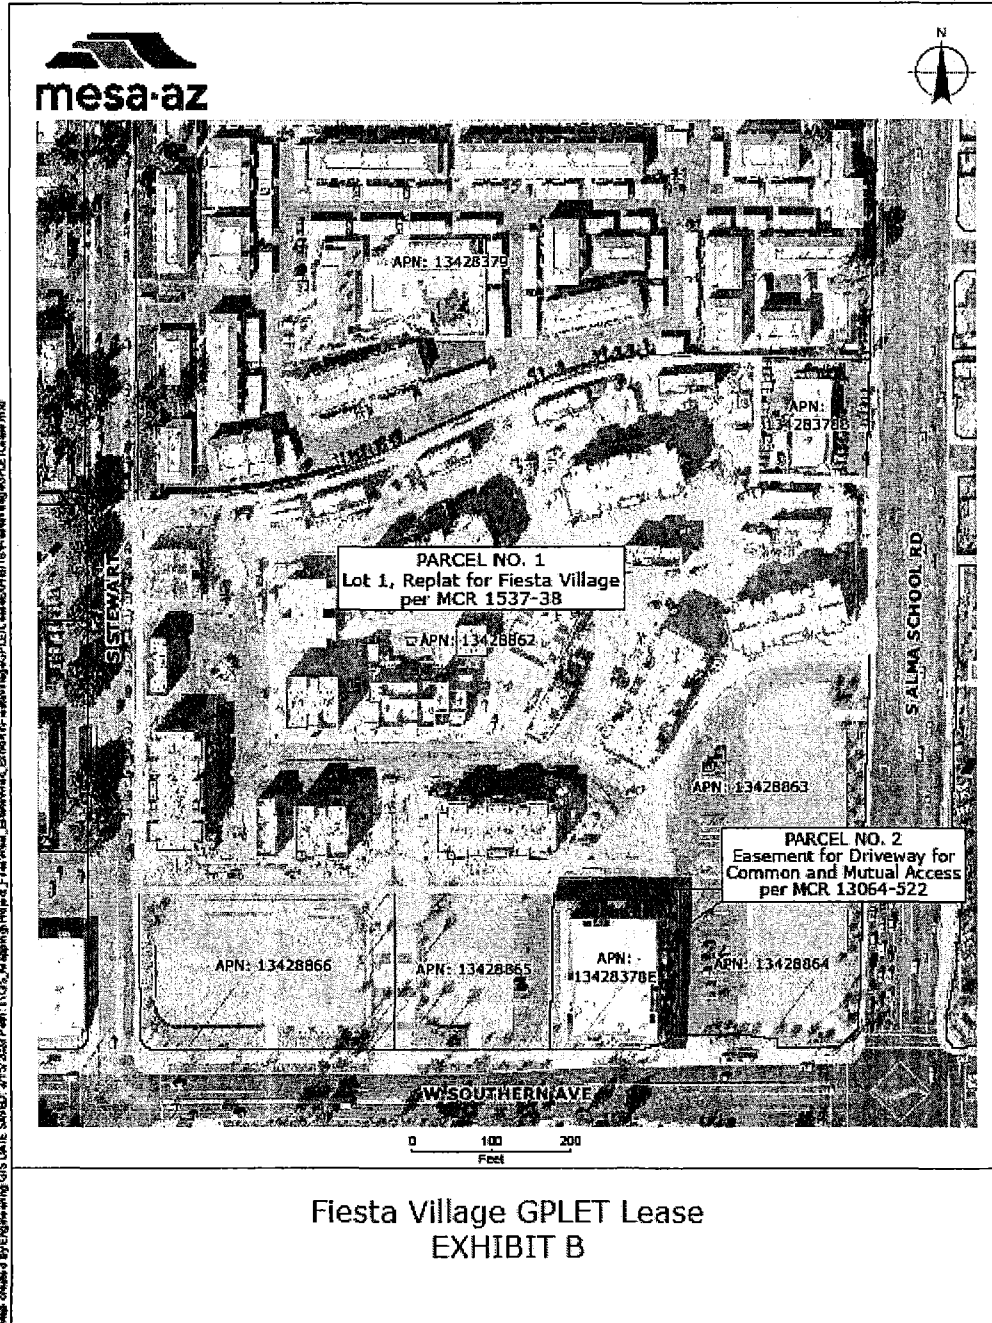 N
mesa·az
APN: 13428379
APN:
13428378B
PARCEL NO. 1
Lot 1, Replat for Fiesta Village
per MCR 1537-38
APN: 13428862
S ALMA SCHOOL RD
APN: 13428863
PARCEL NO. 2
Easement for Driveway for
Common and Mutual Access
per MCR 13064-522
APN: 13428866
APN: 13428865
APN: -
13428378E
APN: 13428864
W SOUTHERN AVE
0 100 200
Feet
Fiesta Village GPLET Lease
EXHIBIT B